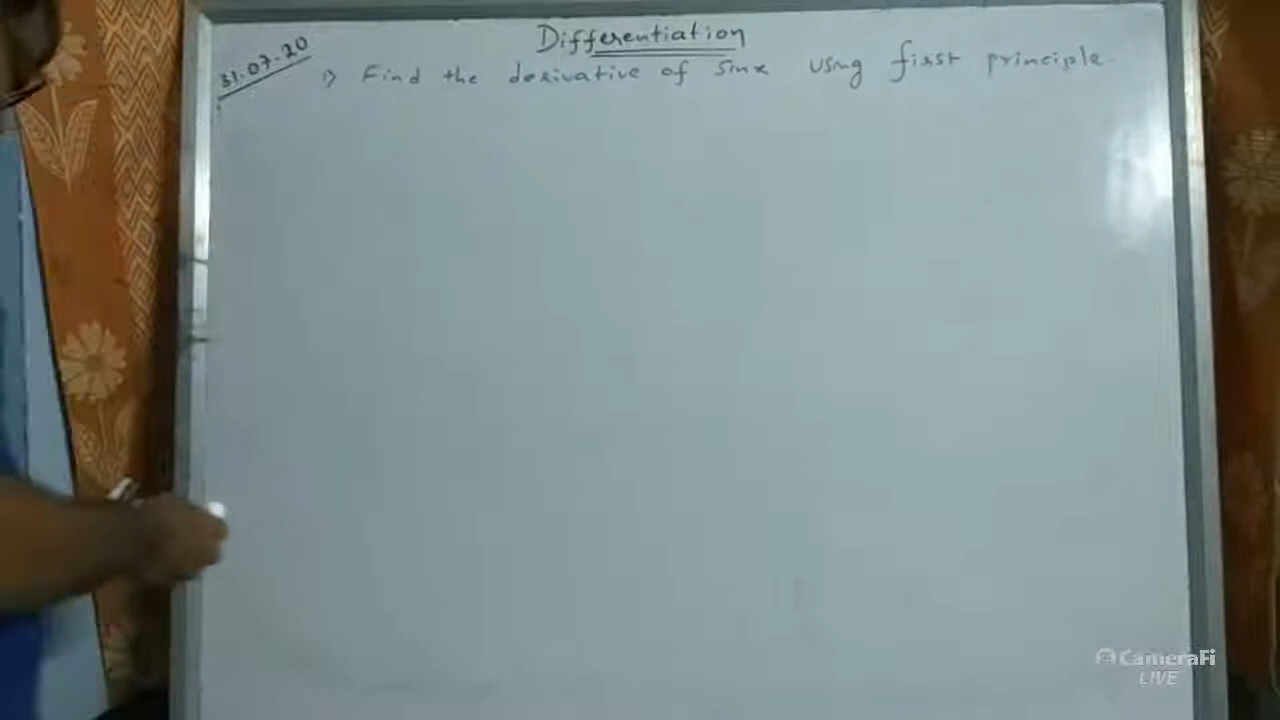 Differentiation
31.07.20
1) Find the derivative of sinx using first principle.
CameraFi
LIVE